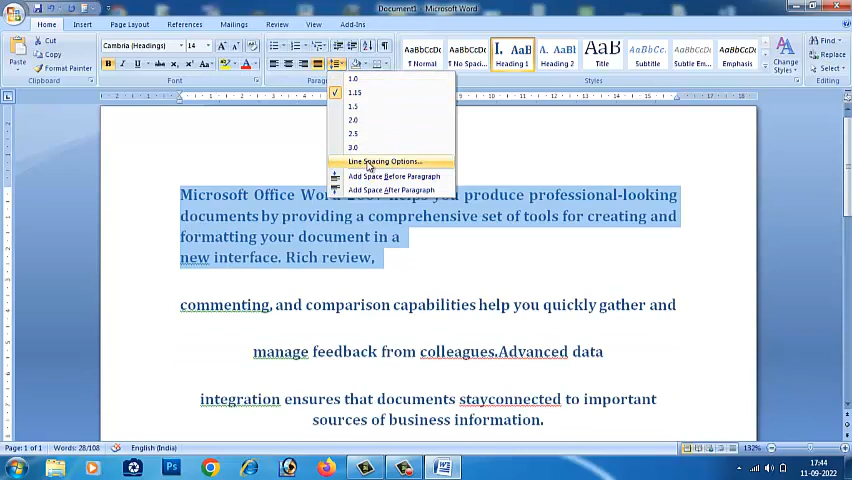 Document1 - Microsoft Word
Home Insert Page Layout References Mailings Review View Add-Ins
Cut
Copy
Format Painter
Paste
Clipboard
Cambria (Headings) 14
Font
Paragraph
AaBbCcDc AaBbCcDc AaBbC AaBbCc AaB AaBbCc. AaBbCcDc
¶ Normal ¶ No Spaci... Heading 1 Heading 2 Title Subtitle Subtle Em...
Change Styles
Styles
Find
Replace
Select
Editing
1.0
1.15
1.5
2.0
2.5
3.0
Line Spacing Options...
Add Space Before Paragraph
Add Space After Paragraph
Microsoft Office Word 2007 helps you produce professional-looking
documents by providing a comprehensive set of tools for creating and
formatting your document in a
new interface. Rich review,
commenting, and comparison capabilities help you quickly gather and
manage feedback from colleagues.Advanced data
integration ensures that documents stayconnected to important
sources of business information.
Page: 1 of 1 Words: 28/108 English (India) 132%
17:44
11-09-2022